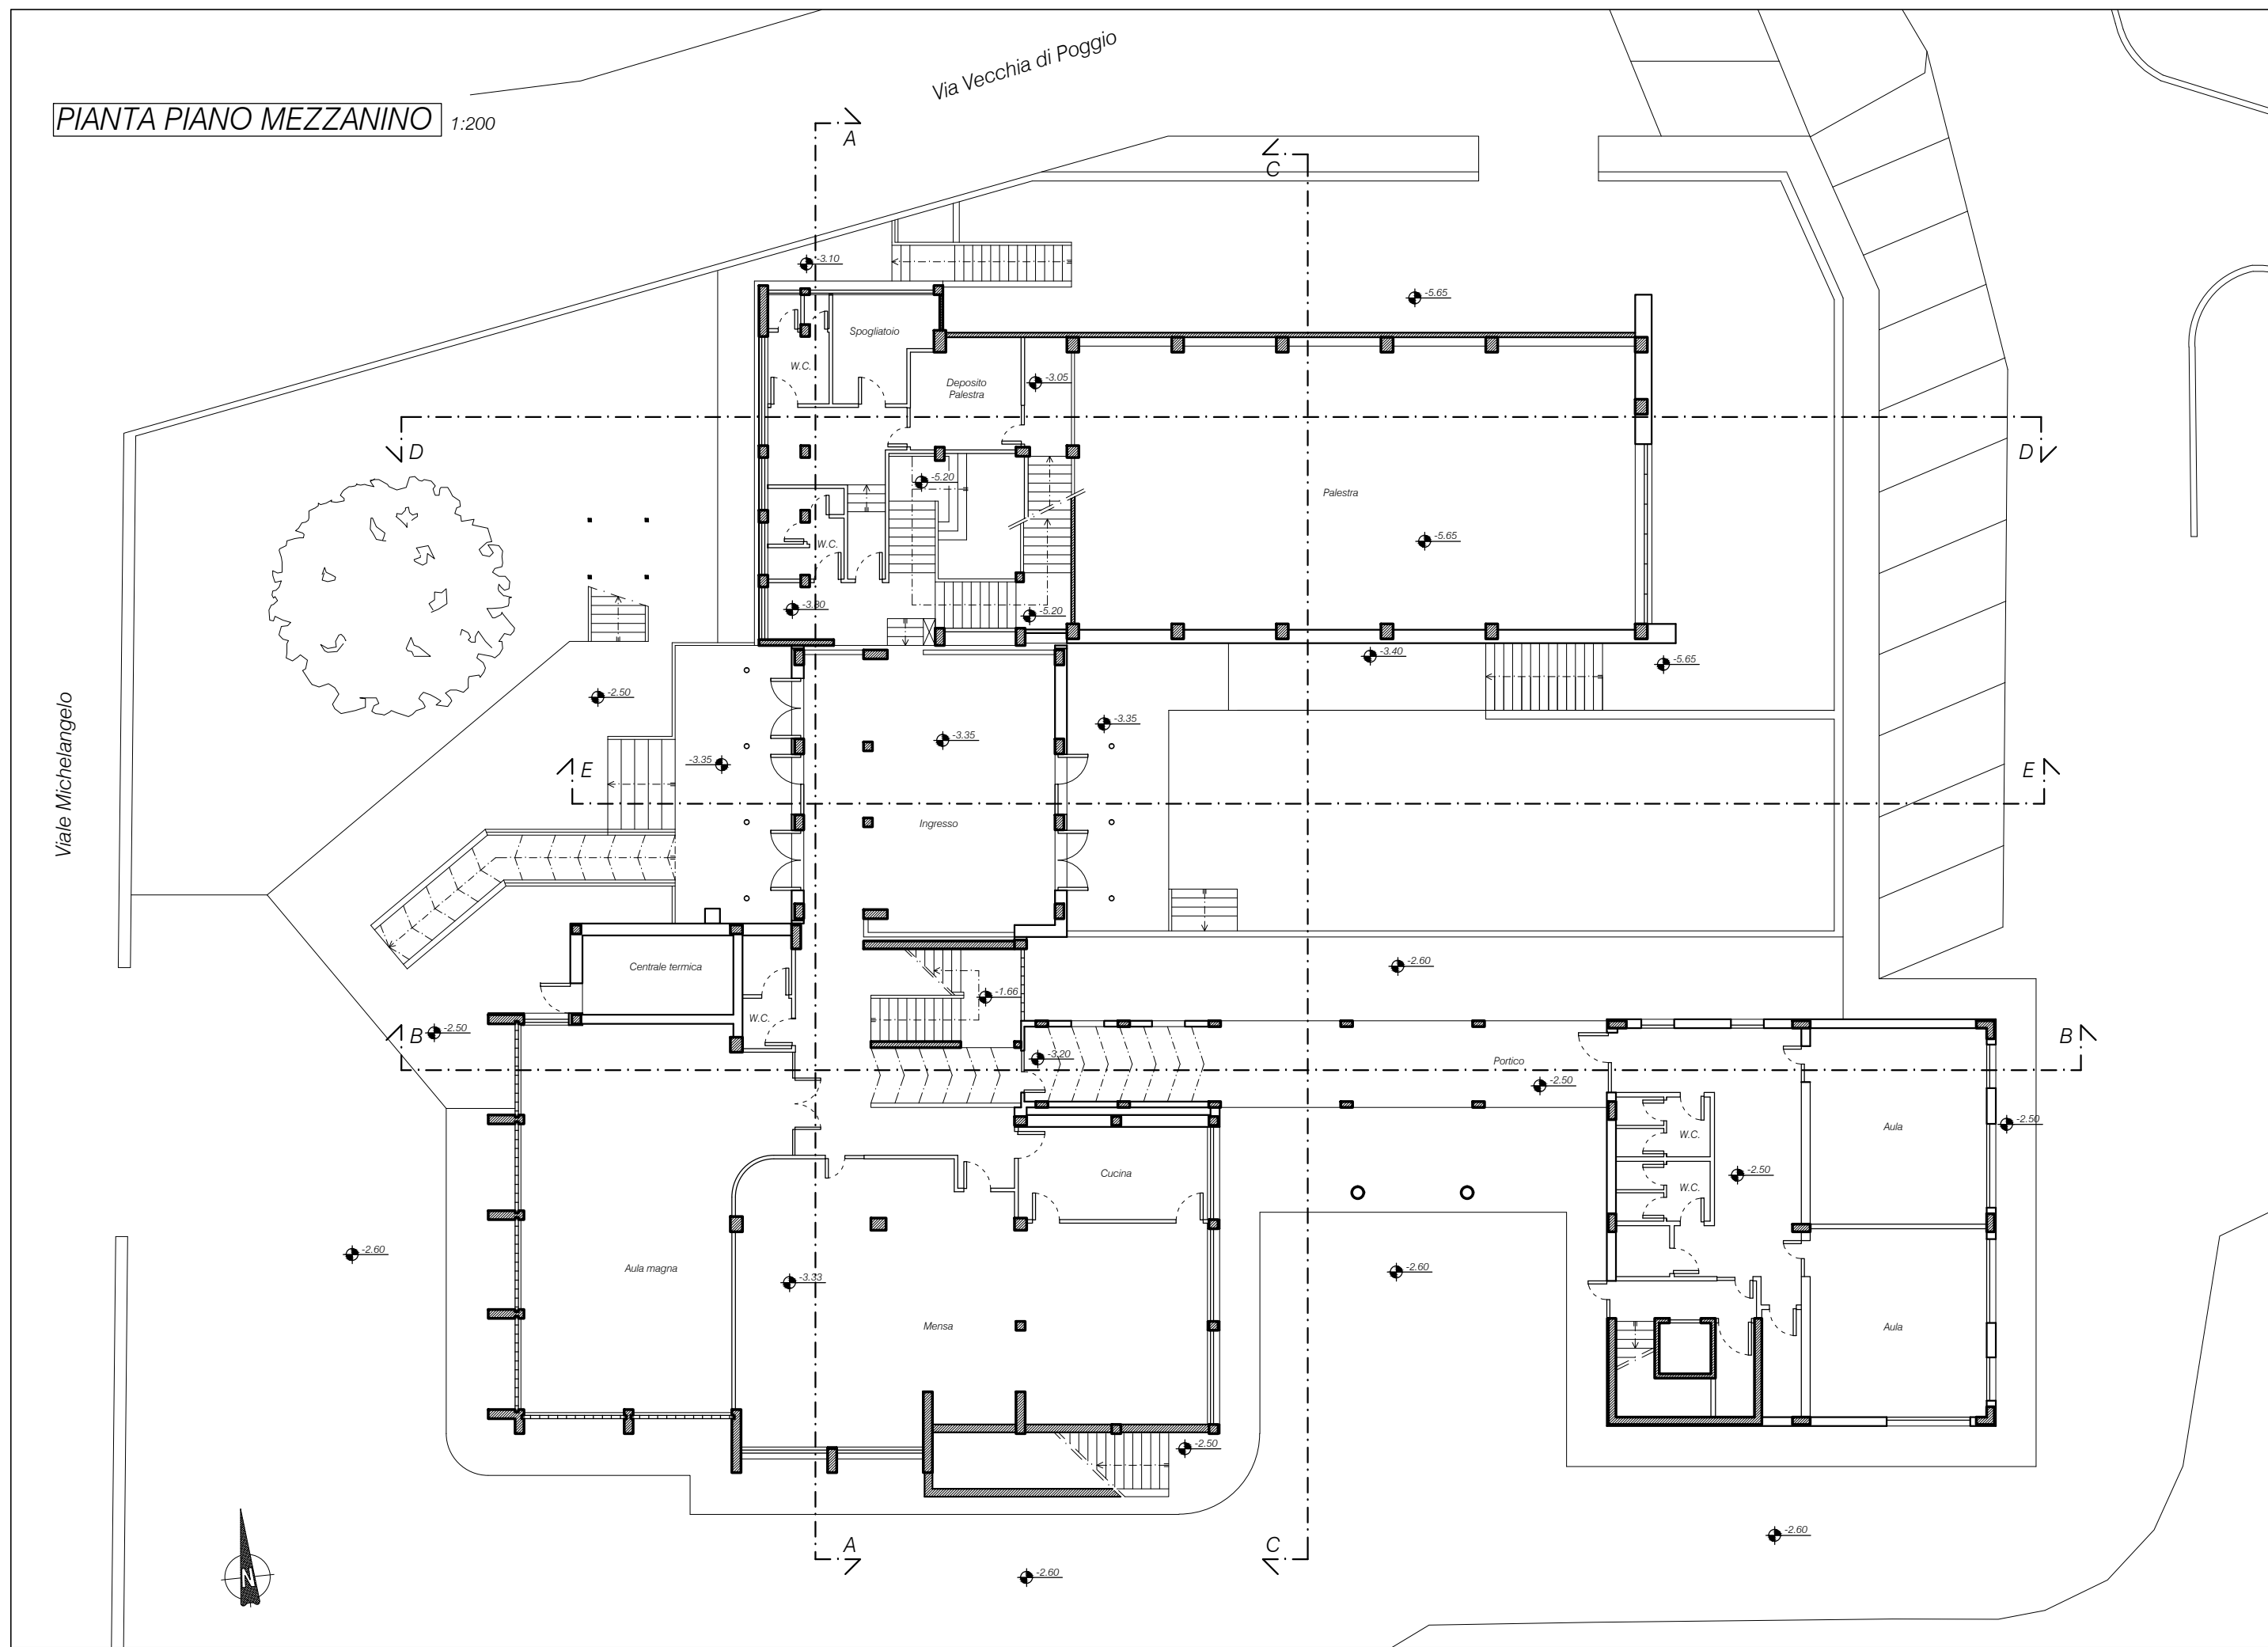 Via Vecchia di Poggio
PIANTA PIANO MEZZANINO 1:200
A
C
-3.10
-5.65
Spogliatoio
W.C.
Deposito
Palestra
-3.05
D
D
-5.20
Palestra
-5.65
W.C.
-3.30
-5.20
-3.40
-5.65
-2.50
-3.35
-3.35
-3.35
E
E
Viale Michelangelo
Ingresso
Centrale termica
-2.60
-1.66
W.C.
-2.50
B
B
-3.20
Portico
-2.50
-2.50
W.C.
Aula
Cucina
-2.50
W.C.
-2.60
Aula magna
-3.33
-2.60
Mensa
Aula
-2.50
A
C
-2.60
N
-2.60